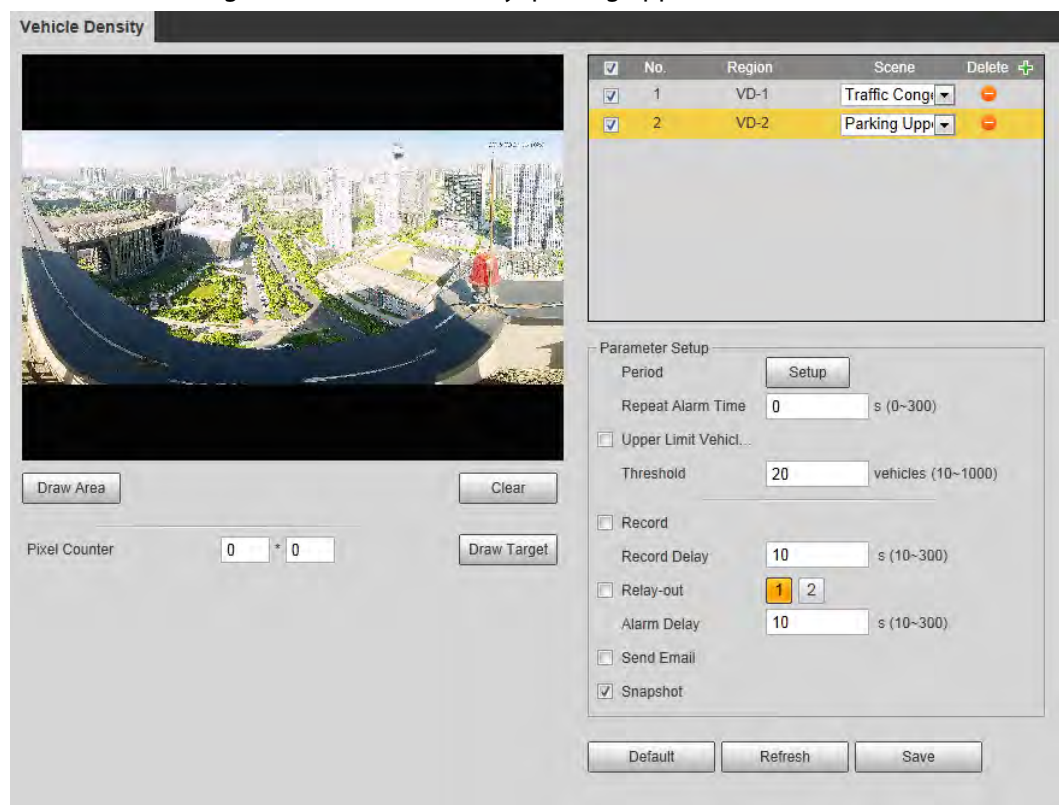 Vehicle Density
No. Region Scene Delete
1 VD-1 Traffic Cong
2 VD-2 Parking Upp
Parameter Setup
Period Setup
Repeat Alarm Time 0 s (0~300)
Upper Limit Vehicl...
Threshold 20 vehicles (10~1000)
Draw Area Clear
Record
Pixel Counter 0 * 0 Draw Target
Record Delay 10 s (10~300)
Relay-out 1 2
Alarm Delay 10 s (10~300)
Send Email
Snapshot
Default Refresh Save